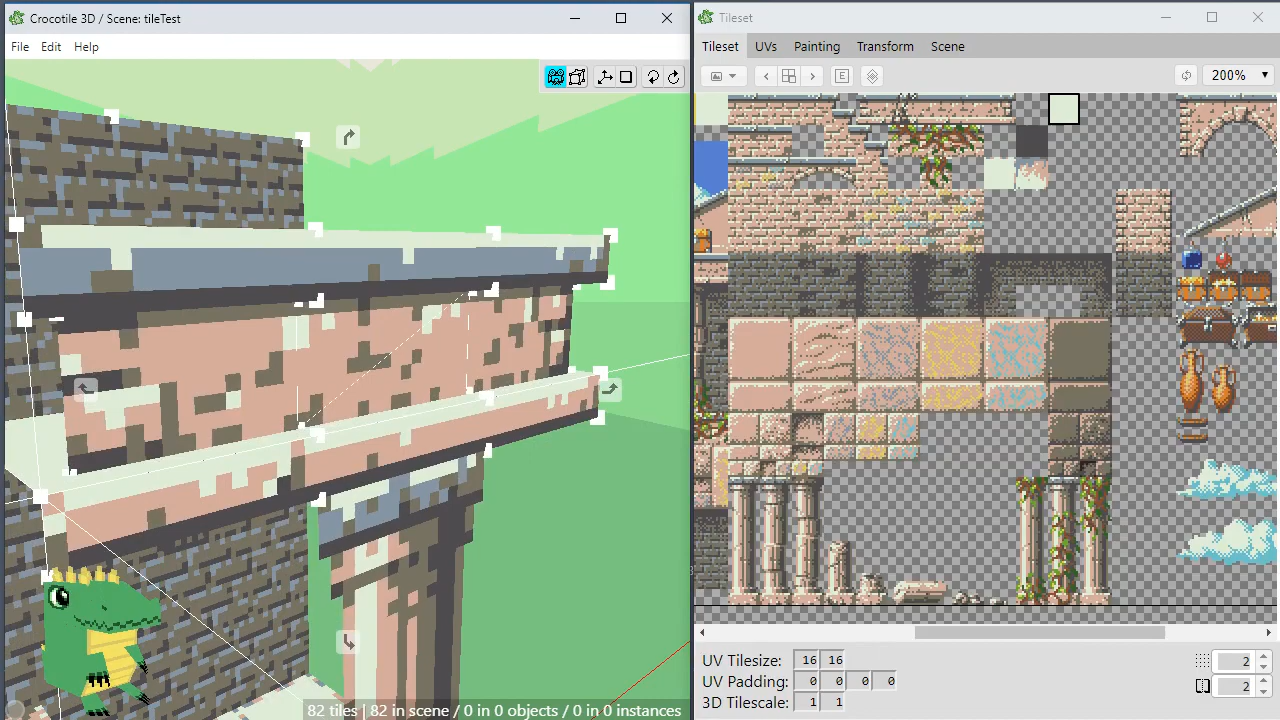 Crocotile 3D / Scene: tileTest
File Edit Help
82 tiles | 82 in scene / 0 in 0 objects / 0 in 0 instances
Tileset
Tileset UVs Painting Transform Scene
E
200%
UV Tilesize: 16 16
UV Padding: 0 0 0 0
3D Tilescale: 1 1
2
2